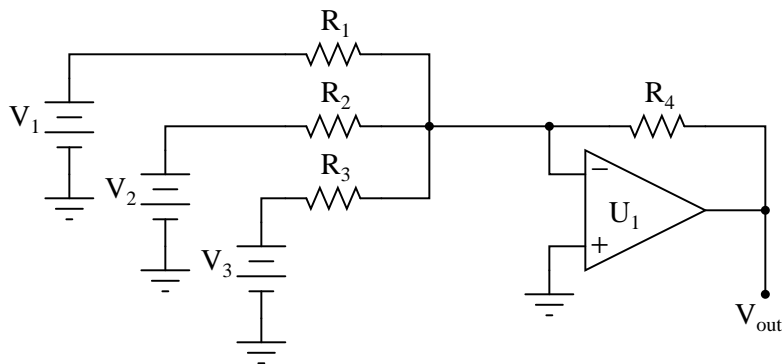 R₁
R₂
R₄
V₁
R₃
V₂
−
U₁
V₃
+
Vout